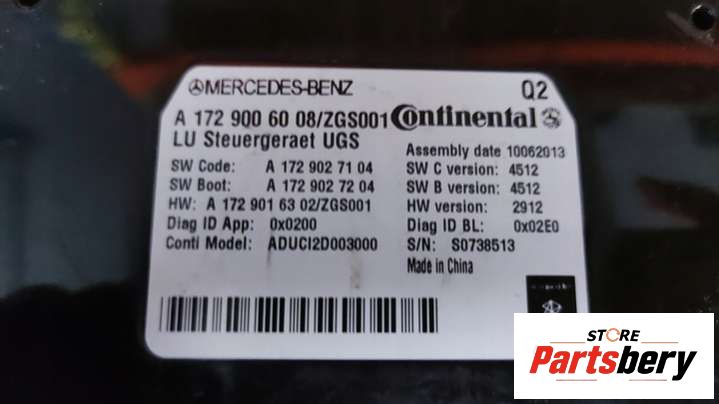 MERCEDES-BENZ Q2
A 172 900 60 08/ZGS001 Continental
LU Steuergeraet UGS
Assembly date 10062013
SW Code: A 172 902 71 04 SW C version: 4512
SW Boot: A 172 902 72 04 SW B version: 4512
HW: A 172 901 63 02/ZGS001 HW version: 2912
Diag ID App: 0x0200 Diag ID BL: 0x02E0
Conti Model: ADUCI2D003000 S/N: S0738513
Made in China
STORE
Partsbery